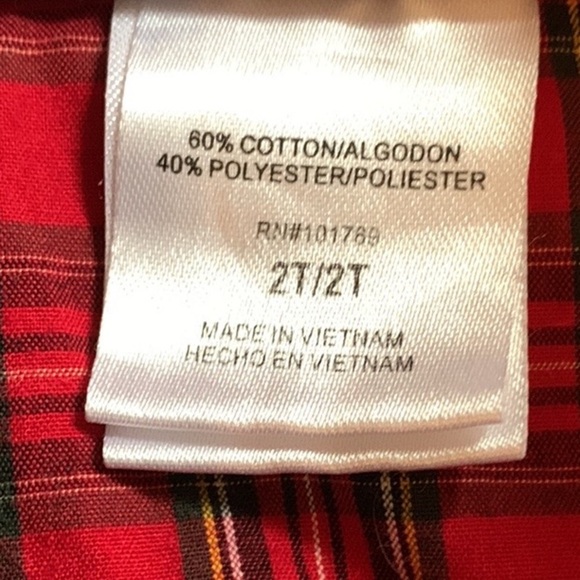 60% COTTON/ALGODON
40% POLYESTER/POLIESTER
RN#101769
2T/2T
MADE IN VIETNAM
HECHO EN VIETNAM